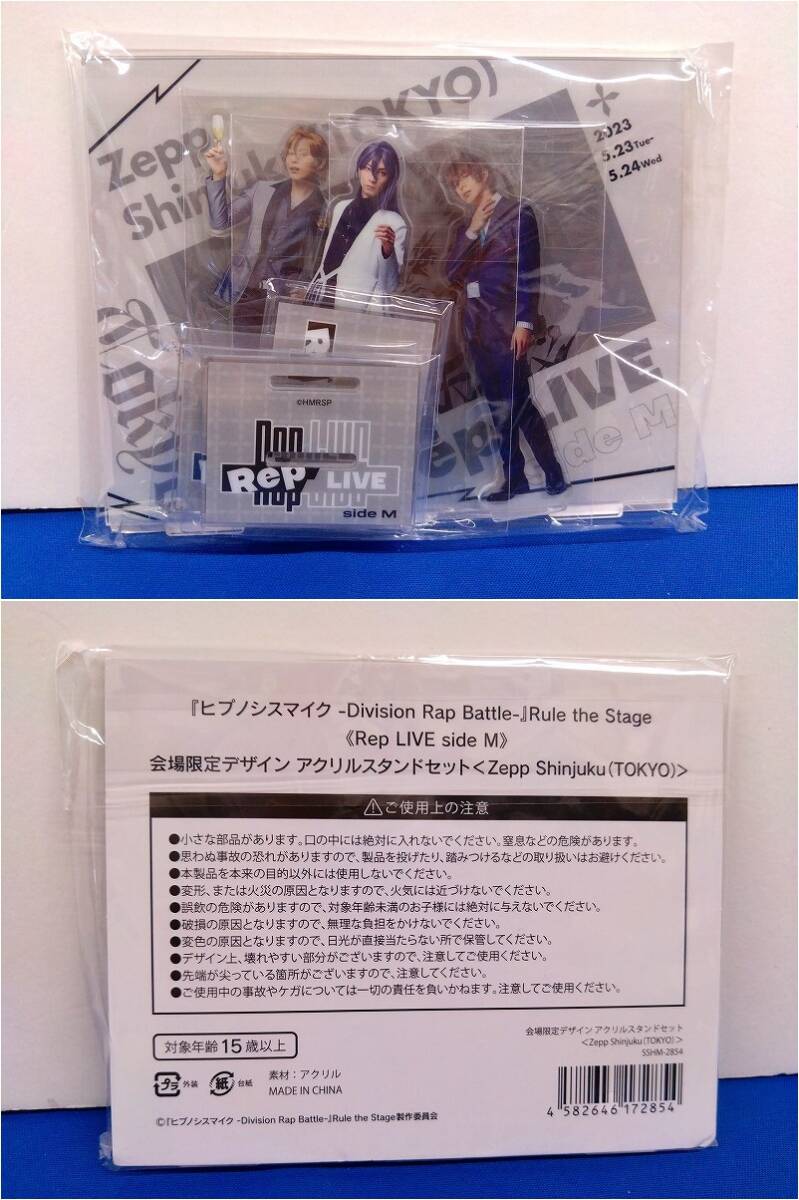 Zepp
Shinjuku (TOKYO)
2023
5.23Tue-
5.24Wed
Rep LIVE
side M
©HMRSP
Rep LIVE
side M
『ヒプノシスマイク -Division Rap Battle-』Rule the Stage
《Rep LIVE side M》
会場限定デザイン アクリルスタンドセット＜Zepp Shinjuku（TOKYO）＞
⚠ご使用上の注意
●小さな部品があります。口の中には絶対に入れないでください。窒息などの危険があります。
●思わぬ事故の恐れがありますので、製品を投げたり、踏みつけるなどの取り扱いはお避けください。
●本製品を本来の目的以外には使用しないでください。
●変形、または火災の原因となりますので、火気には近づけないでください。
●誤飲の危険がありますので、対象年齢未満のお子様には絶対に与えないでください。
●破損の原因となりますので、無理な負担をかけないでください。
●変色の原因となりますので、日光が直接当たらない所で保管してください。
●デザイン上、壊れやすい部分がございますので、注意してご使用ください。
●先端が尖っている箇所がございますので、注意してください。
●ご使用中の事故やケガについては一切の責任を負いかねます。注意してご使用ください。
対象年齢15歳以上
プラ 外装 紙 台紙
素材：アクリル
MADE IN CHINA
©『ヒプノシスマイク -Division Rap Battle-』Rule the Stage製作委員会
会場限定デザイン アクリルスタンドセット
＜Zepp Shinjuku（TOKYO）＞
SSHM-2854
4 582646 172854